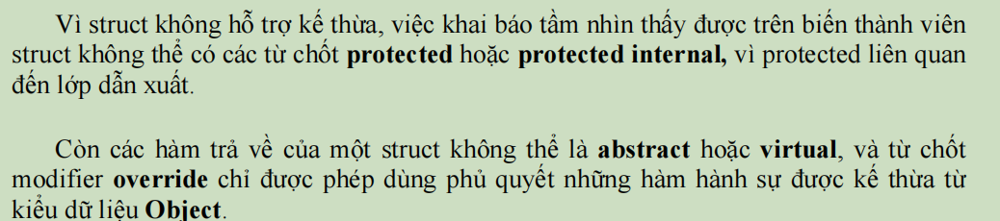 Vì struct không hỗ trợ kế thừa, việc khai báo tầm nhìn thấy được trên biến thành viên
struct không thể có các từ chốt protected hoặc protected internal, vì protected liên quan
đến lớp dẫn xuất.
Còn các hàm trả về của một struct không thể là abstract hoặc virtual, và từ chốt
modifier override chỉ được phép dùng phủ quyết những hàm hành sự được kế thừa từ
kiểu dữ liệu Object.